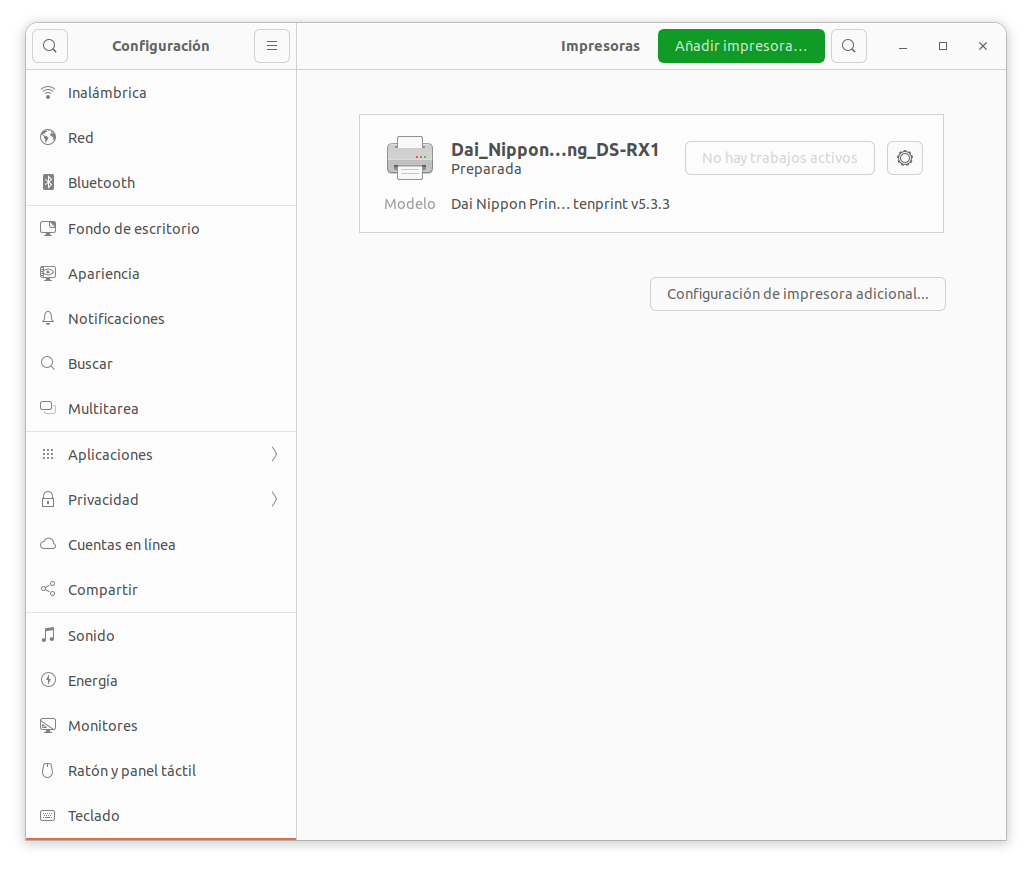 Configuración
Impresoras
Añadir impresora…
Inalámbrica
Red
Bluetooth
Fondo de escritorio
Apariencia
Notificaciones
Buscar
Multitarea
Aplicaciones
Privacidad
Cuentas en línea
Compartir
Sonido
Energía
Monitores
Ratón y panel táctil
Teclado
Dai_Nippon…ng_DS-RX1
Preparada
No hay trabajos activos
Modelo Dai Nippon Prin… tenprint v5.3.3
Configuración de impresora adicional…